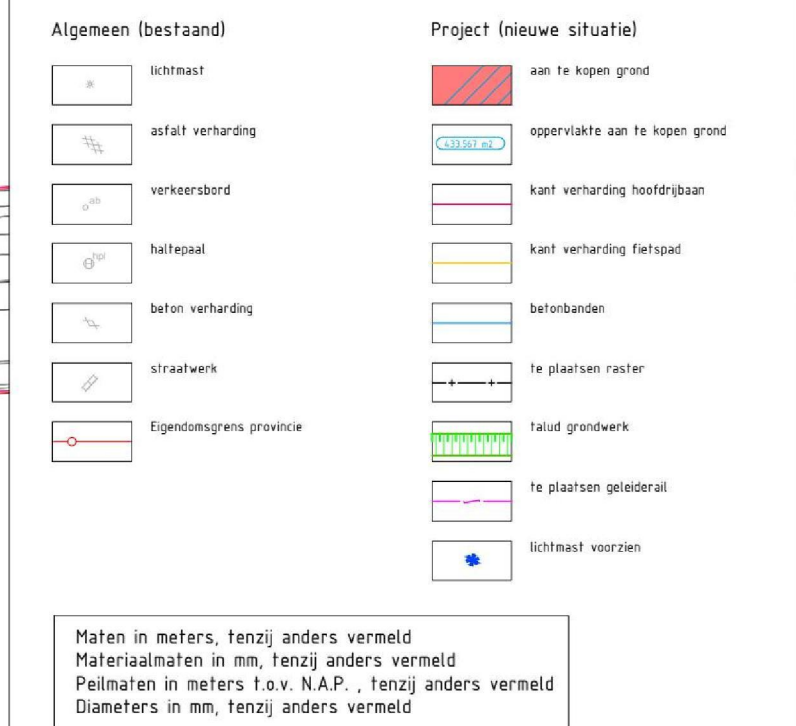 Algemeen (bestaand)
lichtmast
asfalt verharding
ab
verkeersbord
hpl
haltepaal
beton verharding
straatwerk
Eigendomsgrens provincie
Project (nieuwe situatie)
aan te kopen grond
433.567 m2
oppervlakte aan te kopen grond
kant verharding hoofdrijbaan
kant verharding fietspad
betonbanden
te plaatsen raster
talud grondwerk
te plaatsen geleiderail
lichtmast voorzien
Maten in meters, tenzij anders vermeld
Materiaalmaten in mm, tenzij anders vermeld
Peilmaten in meters t.o.v. N.A.P. , tenzij anders vermeld
Diameters in mm, tenzij anders vermeld